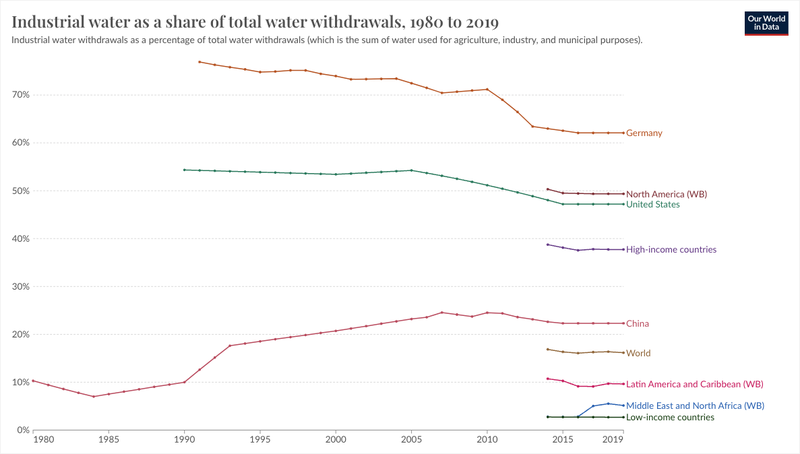 Industrial water as a share of total water withdrawals, 1980 to 2019
Our World
in Data
Industrial water withdrawals as a percentage of total water withdrawals (which is the sum of water used for agriculture, industry, and municipal purposes).
70%
60%
50%
40%
30%
20%
10%
0%
Germany
North America (WB)
United States
High-income countries
China
World
Latin America and Caribbean (WB)
Middle East and North Africa (WB)
Low-income countries
1980
1985
1990
1995
2000
2005
2010
2015
2019